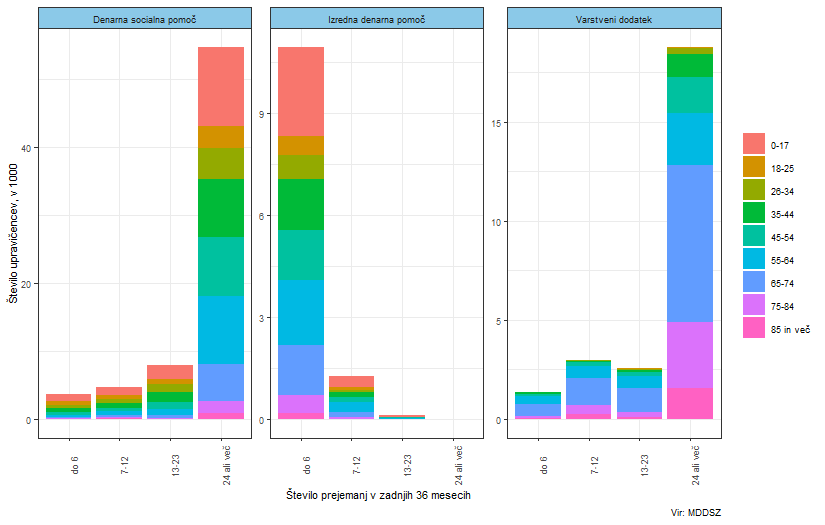 Denarna socialna pomoč
Izredna denarna pomoč
Varstveni dodatek
Število upravičencev, v 1000
40
20
0
9
6
3
0
15
10
5
0
do 6
7-12
13-23
24 ali več
do 6
7-12
13-23
24 ali več
do 6
7-12
13-23
24 ali več
Število prejemanj v zadnjih 36 mesecih
0-17
18-25
26-34
35-44
45-54
55-64
65-74
75-84
85 in več
Vir: MDDSZ